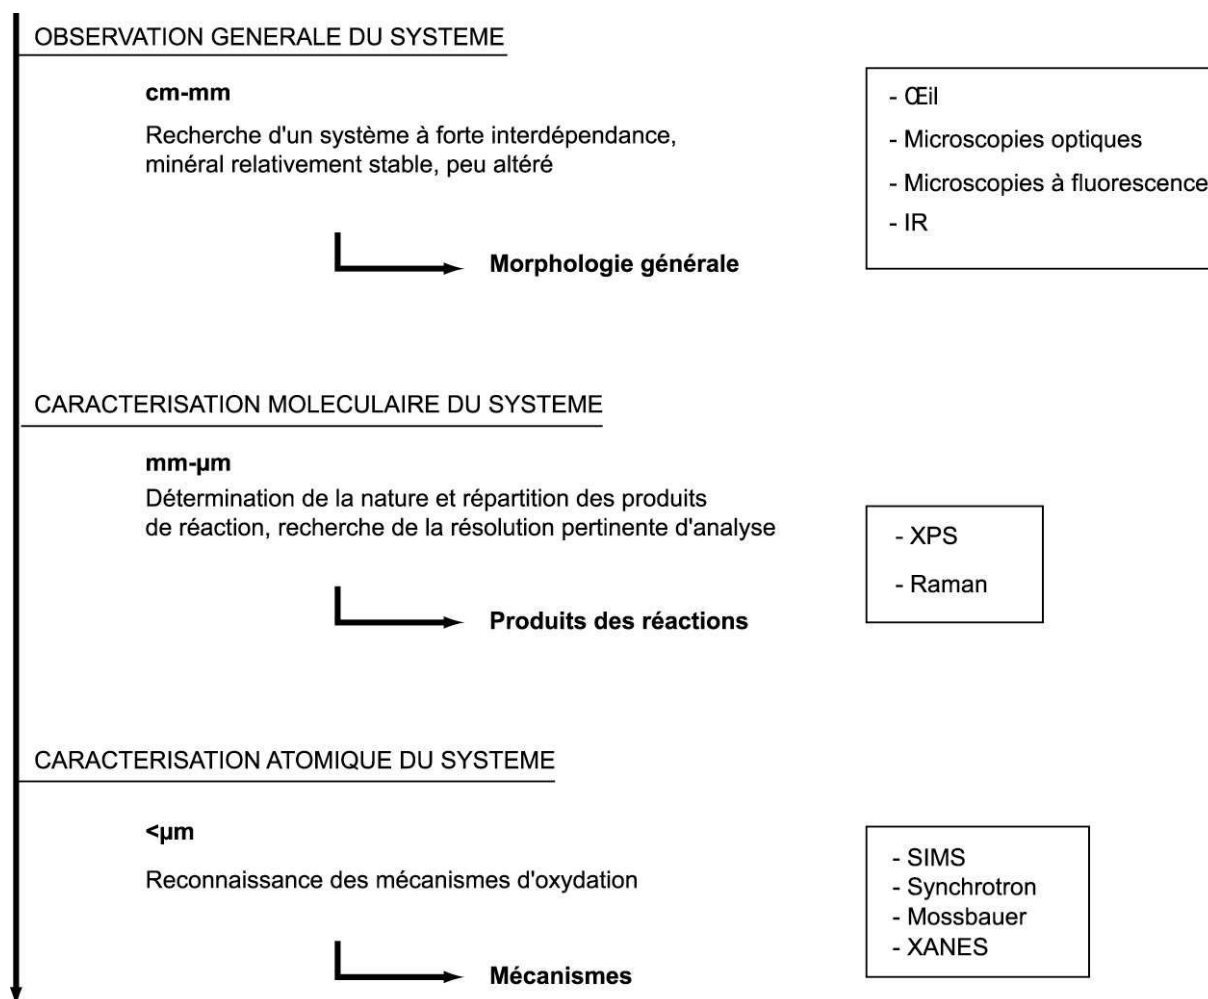 OBSERVATION GENERALE DU SYSTEME
cm-mm
Recherche d'un système à forte interdépendance,
minéral relativement stable, peu altéré
Morphologie générale
- Œil
- Microscopies optiques
- Microscopies à fluorescence
- IR
CARACTERISATION MOLECULAIRE DU SYSTEME
mm-µm
Détermination de la nature et répartition des produits
de réaction, recherche de la résolution pertinente d'analyse
Produits des réactions
- XPS
- Raman
CARACTERISATION ATOMIQUE DU SYSTEME
<µm
Reconnaissance des mécanismes d'oxydation
Mécanismes
- SIMS
- Synchrotron
- Mossbauer
- XANES